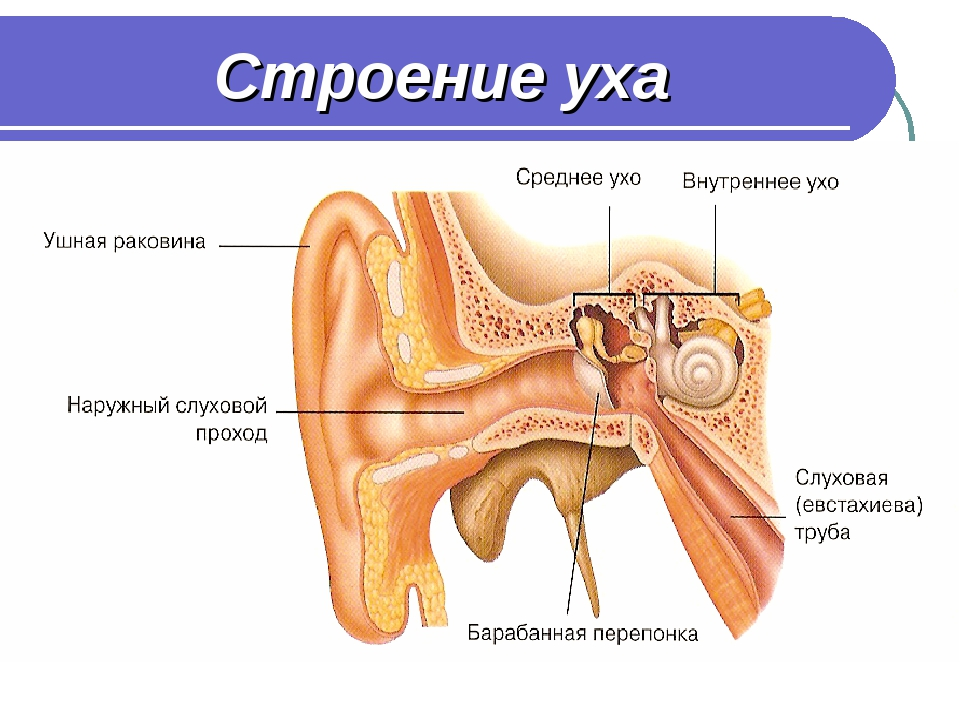 Строение уха
Среднее ухо
Внутреннее ухо
Ушная раковина
Наружный слуховой
проход
Слуховая
(евстахиева)
труба
Барабанная перепонка